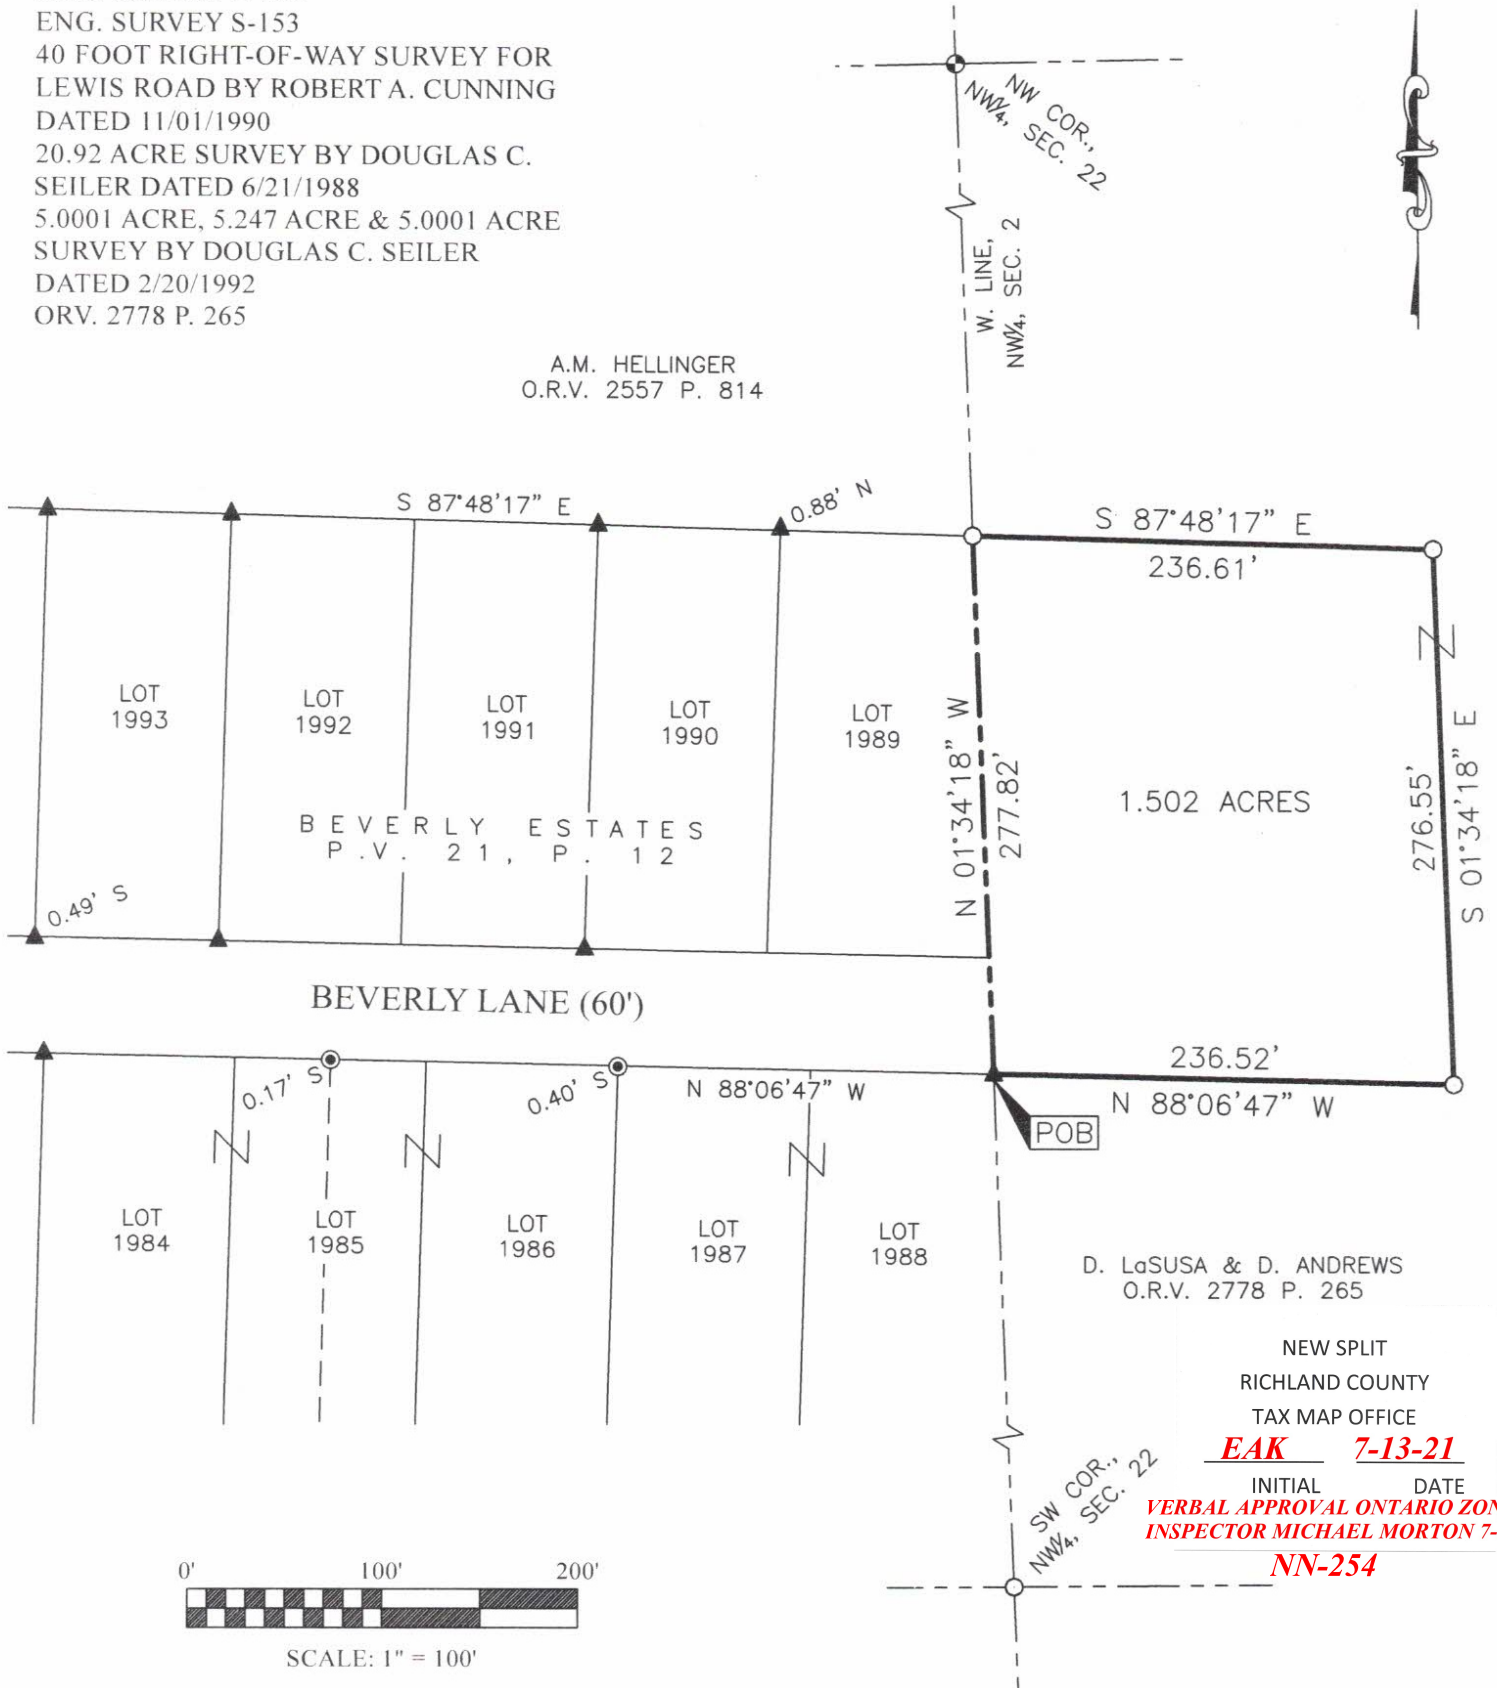 ENG. SURVEY S-153
40 FOOT RIGHT-OF-WAY SURVEY FOR
LEWIS ROAD BY ROBERT A. CUNNING
DATED 11/01/1990
20.92 ACRE SURVEY BY DOUGLAS C.
SEILER DATED 6/21/1988
5.0001 ACRE, 5.247 ACRE & 5.0001 ACRE
SURVEY BY DOUGLAS C. SEILER
DATED 2/20/1992
ORV. 2778 P. 265
NW COR.,
NW¼, SEC. 22
W. LINE,
NW¼, SEC. 2
A.M. HELLINGER
O.R.V. 2557 P. 814
S 87°48'17" E
0.88' N
S 87°48'17" E
236.61'
LOT
1993
LOT
1992
LOT
1991
LOT
1990
LOT
1989
N 01°34'18" W
277.82'
1.502 ACRES
276.55'
S 01°34'18" E
BEVERLY ESTATES
P.V. 21, P. 12
0.49' S
BEVERLY LANE (60')
0.17' S
0.40' S
N 88°06'47" W
236.52'
N 88°06'47" W
POB
LOT
1984
LOT
1985
LOT
1986
LOT
1987
LOT
1988
D. LaSUSA & D. ANDREWS
O.R.V. 2778 P. 265
NEW SPLIT
RICHLAND COUNTY
TAX MAP OFFICE
EAK 7-13-21
INITIAL DATE
VERBAL APPROVAL ONTARIO ZON
INSPECTOR MICHAEL MORTON 7-
NN-254
SW COR.,
NW¼, SEC. 22
0' 100' 200'
SCALE: 1" = 100'